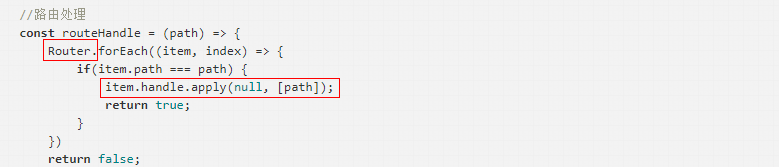 //路由处理
const routeHandle = (path) => {
    Router.forEach((item, index) => {
        if(item.path === path) {
            item.handle.apply(null, [path]);
            return true;
        }
    })
    return false;